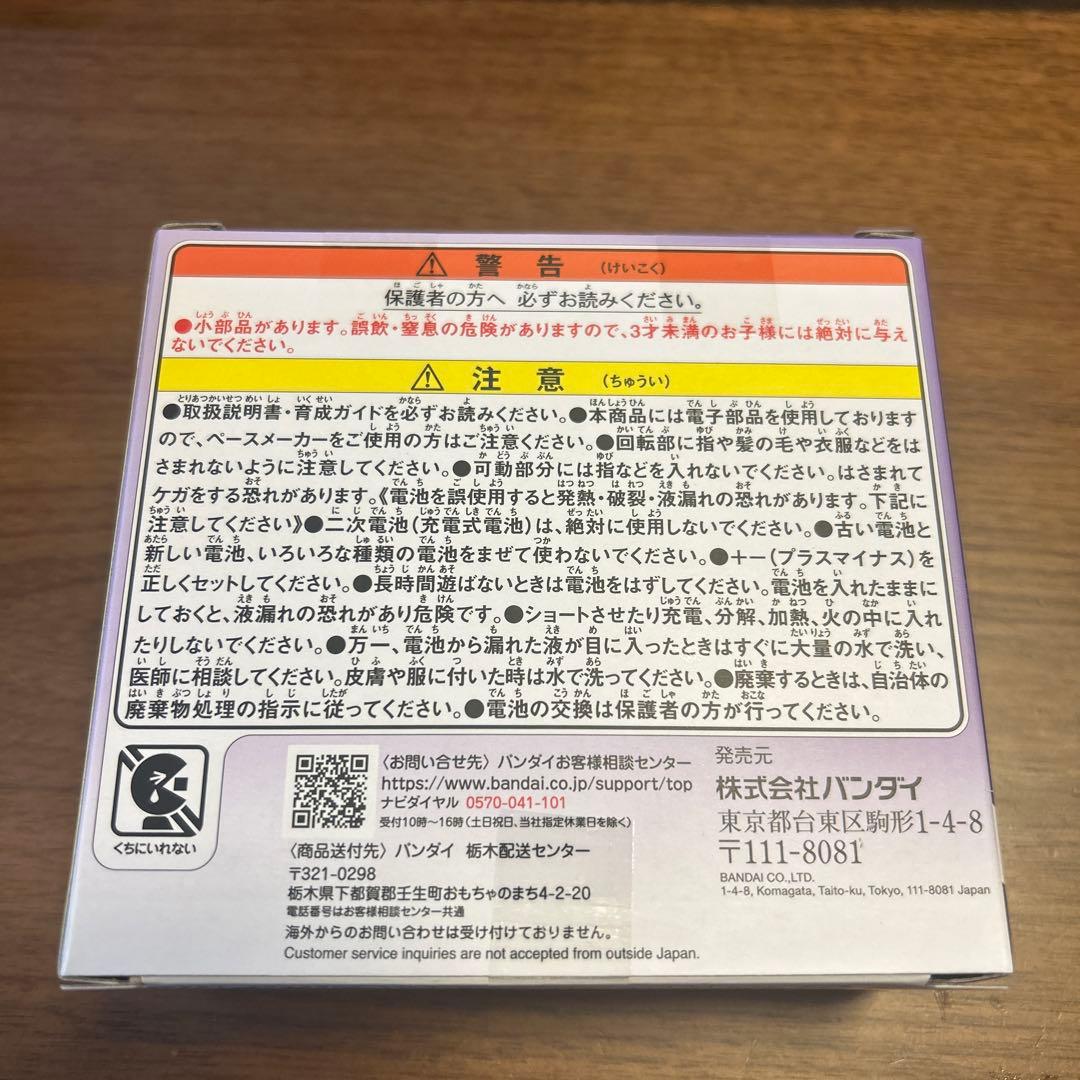 ⚠ 警告 (けいこく)
保護者の方へ 必ずお読みください。
●小部品があります。誤飲・窒息の危険がありますので、3才未満のお子様には絶対に与え
ないでください。
⚠ 注意 (ちゅうい)
●取扱説明書・育成ガイドを必ずお読みください。●本商品には電子部品を使用しております
ので、ペースメーカーをご使用の方はご注意ください。●回転部に指や髪の毛や衣服などをは
さまれないように注意してください。●可動部分には指などを入れないでください。はさまれて
ケガをする恐れがあります。《電池を誤使用すると発熱・破裂・液漏れの恐れがあります。下記に
注意してください》●二次電池(充電式電池)は、絶対に使用しないでください。●古い電池と
新しい電池、いろいろな種類の電池をまぜて使わないでください。●+-(プラスマイナス)を
正しくセットしてください。●長時間遊ばないときは電池をはずしてください。電池を入れたままに
しておくと、液漏れの恐れがあり危険です。●ショートさせたり充電、分解、加熱、火の中に入れ
たりしないでください。●万一、電池から漏れた液が目に入ったときはすぐに大量の水で洗い、
医師に相談してください。皮膚や服に付いた時は水で洗ってください。●廃棄するときは、自治体の
廃棄物処理の指示に従ってください。●電池の交換は保護者の方が行ってください。
くちにいれない
〈お問い合せ先〉バンダイお客様相談センター
https://www.bandai.co.jp/support/top
ナビダイヤル 0570-041-101
受付10時〜16時(土日祝日、当社指定休業日を除く)
〈商品送付先〉バンダイ 栃木配送センター
〒321-0298
栃木県下都賀郡壬生町おもちゃのまち4-2-20
電話番号はお客様相談センター共通
海外からのお問い合わせは受け付けておりません。
Customer service inquiries are not accepted from outside Japan.
発売元
株式会社バンダイ
東京都台東区駒形1-4-8
〒111-8081
BANDAI CO.,LTD.
1-4-8, Komagata, Taito-ku, Tokyo, 111-8081 Japan